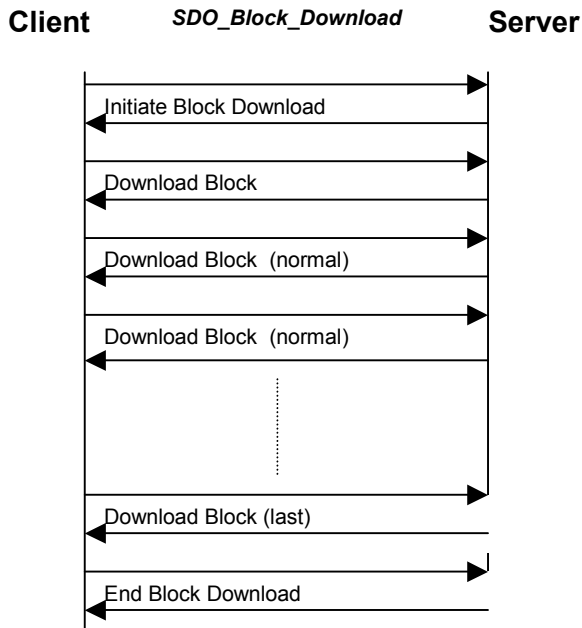 Client SDO_Block_Download Server
Initiate Block Download
Download Block
Download Block (normal)
Download Block (normal)
Download Block (last)
End Block Download